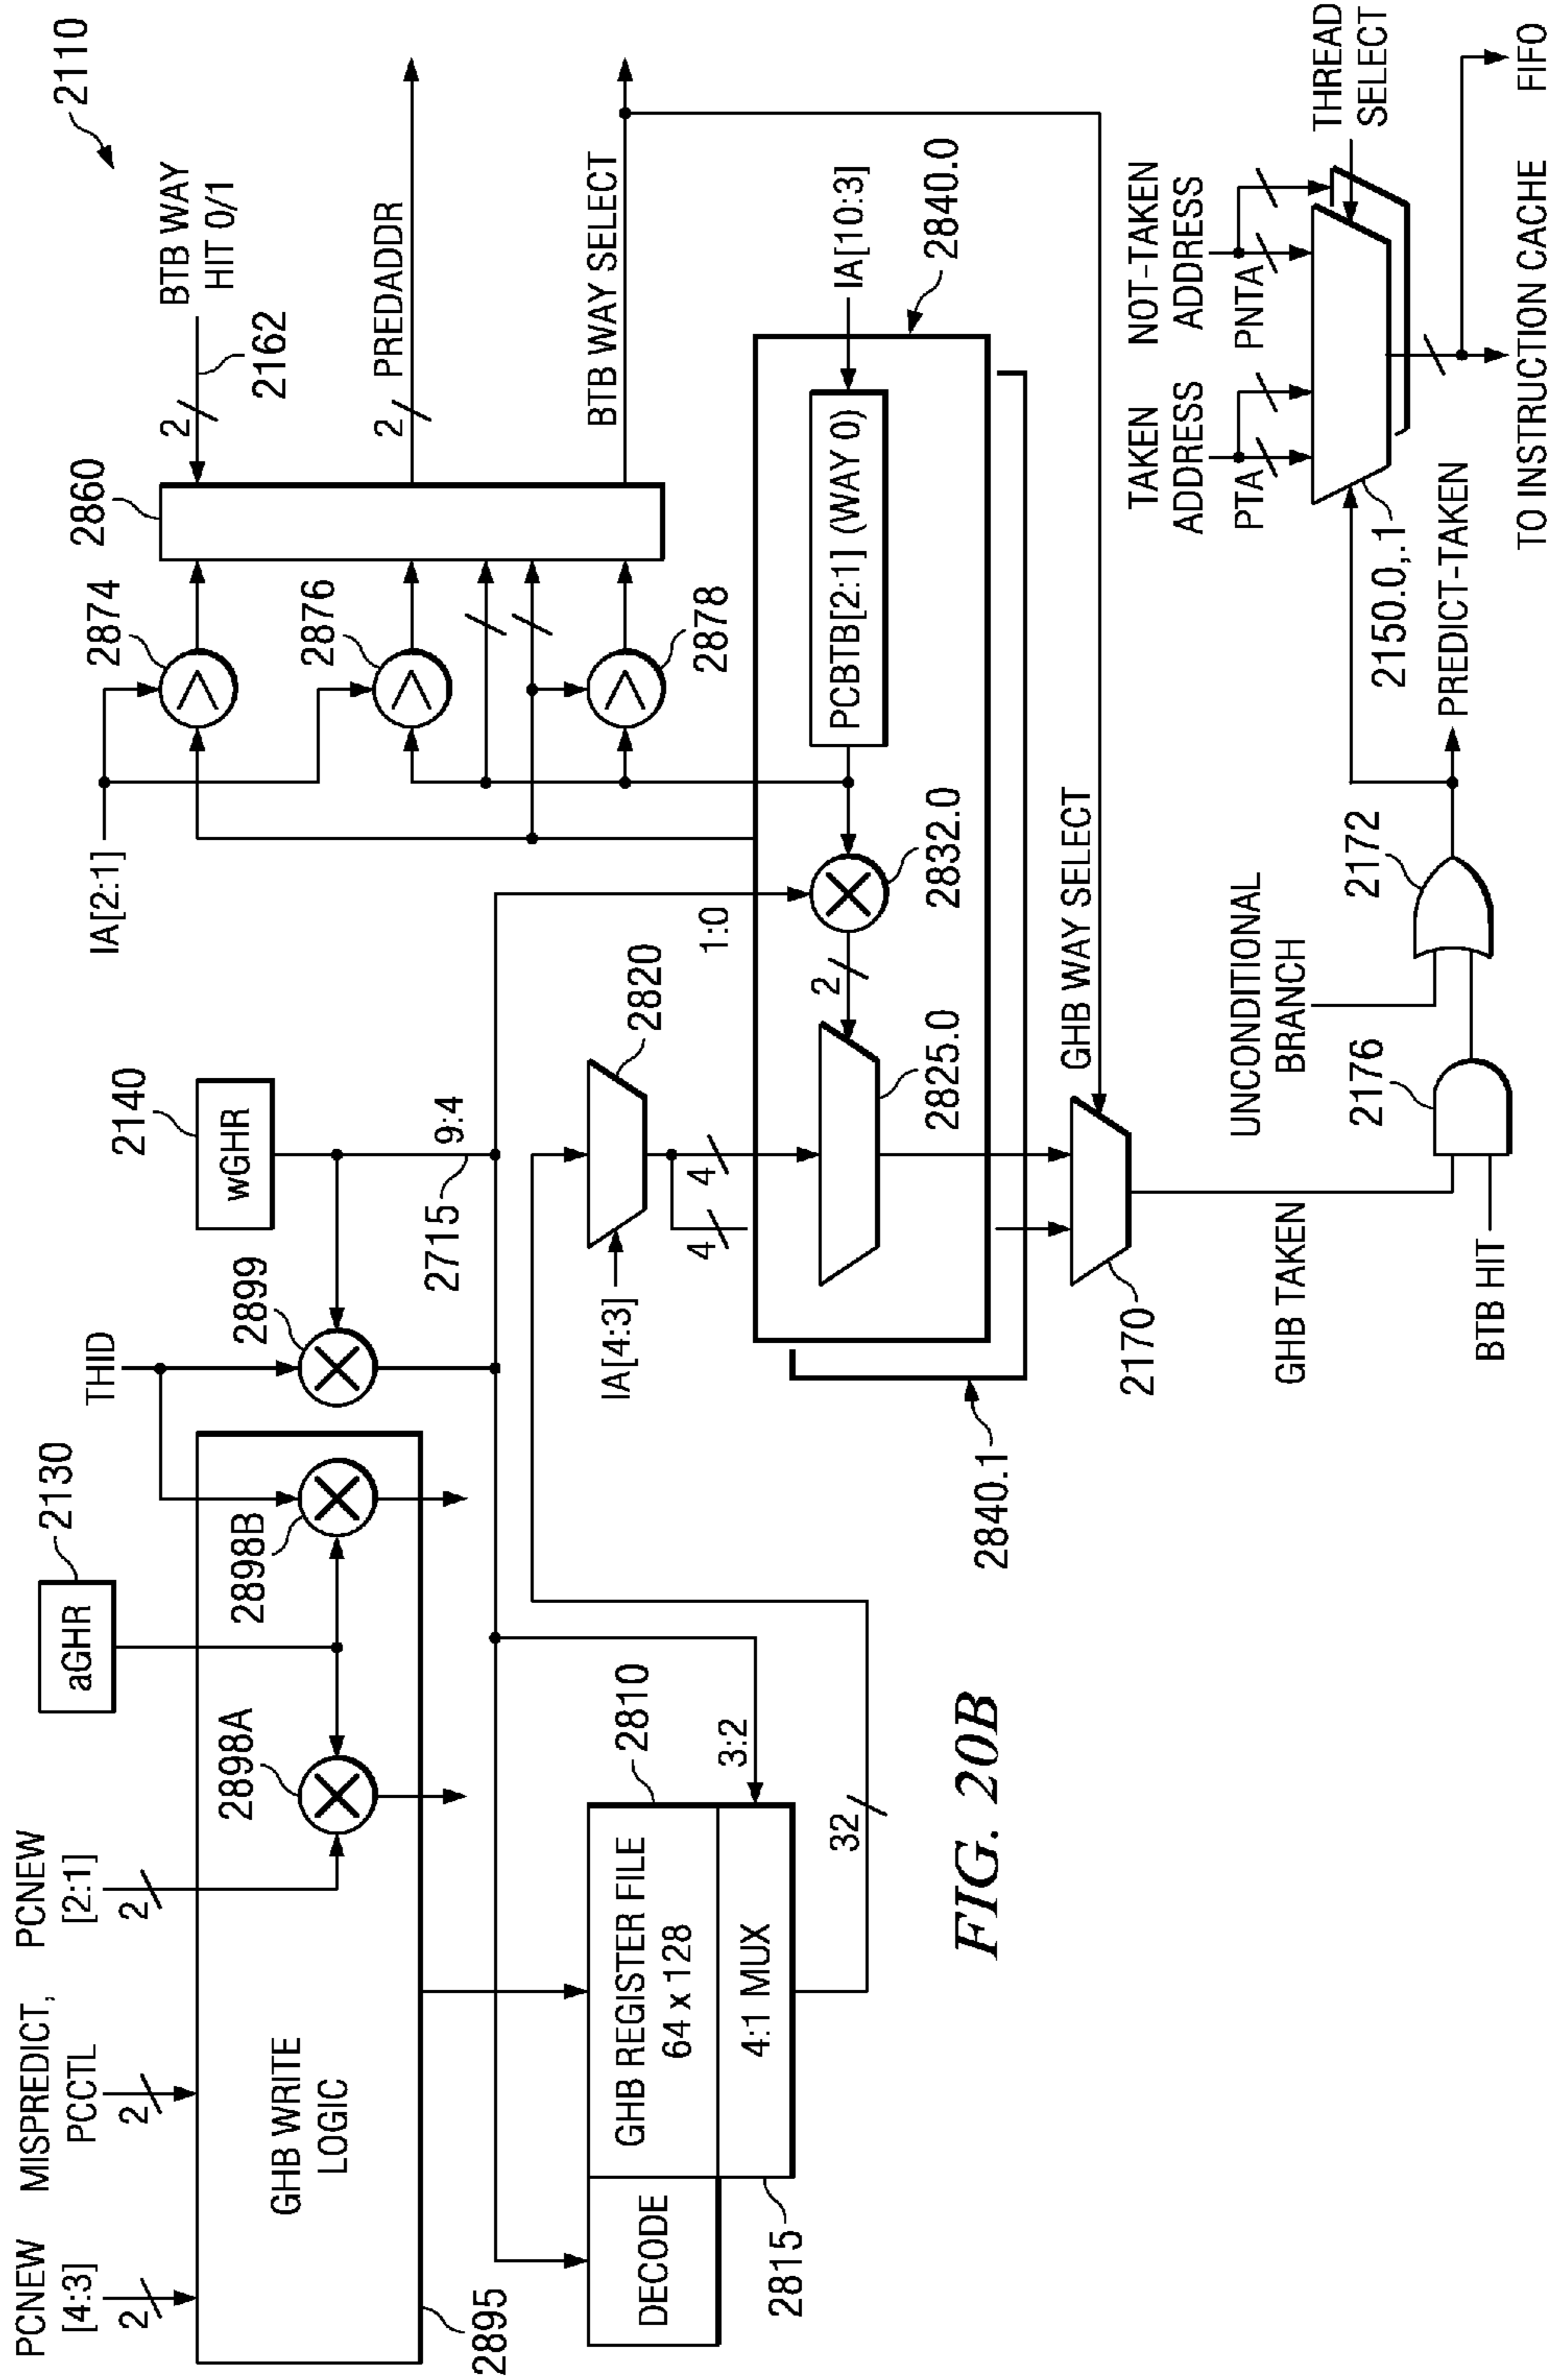 2110
PCNEW
[4:3]
MISPREDICT,
PCCTL
PCNEW
[2:1]
2
2
2
aGHR
2130
THID
GHB WRITE
LOGIC
2895
2898A
2898B
2899
wGHR
2140
2715
9:4
IA[2:1]
2874
2876
2878
2860
BTB WAY
HIT 0/1
2
2162
2
PREDADDR
BTB WAY SELECT
DECODE
GHB REGISTER FILE
64 x 128
4:1 MUX
2810
2815
3:2
32
IA[4:3]
2820
4
4
1:0
2
2825.0
2832.0
PCBTB[2:1] (WAY 0)
IA[10:3]
2840.0
2840.1
GHB WAY SELECT
2170
GHB TAKEN
BTB HIT
2176
UNCONDITIONAL
BRANCH
2172
PREDICT-TAKEN
2150.0,.1
TAKEN
ADDRESS
PTA
NOT-TAKEN
ADDRESS
PNTA
THREAD
SELECT
TO INSTRUCTION CACHE
FIFO
FIG. 20B